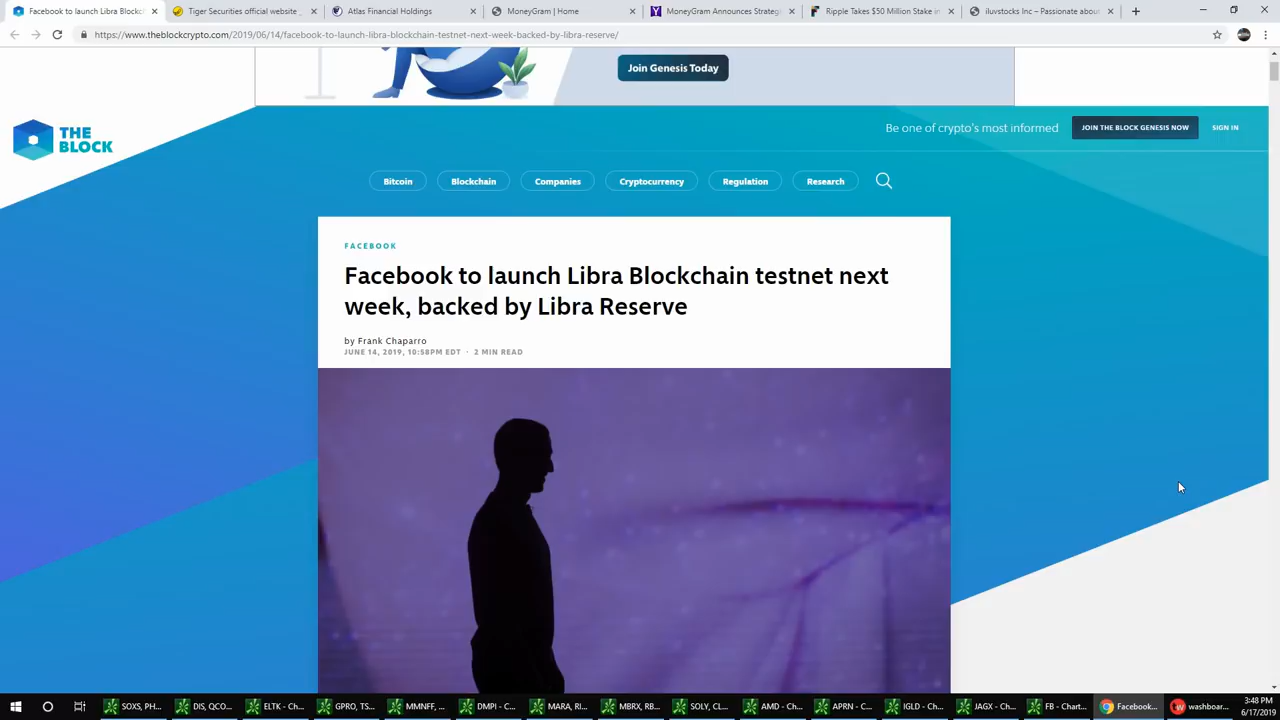 Facebook to launch Libra Blockch
Tiger Securities official website
Atlas Financial Holdings
MoneyGram | Home
MoneyGram Announces Strateg
Ripple Takes $50 Million Stake in
iluvstocks Inc – Passionate about
https://www.theblockcrypto.com/2019/06/14/facebook-to-launch-libra-blockchain-testnet-next-week-backed-by-libra-reserve/
Join Genesis Today
THE
BLOCK
Be one of crypto's most informed
JOIN THE BLOCK GENESIS NOW
SIGN IN
Bitcoin
Blockchain
Companies
Cryptocurrency
Regulation
Research
FACEBOOK
Facebook to launch Libra Blockchain testnet next
week, backed by Libra Reserve
by Frank Chaparro
JUNE 14, 2019, 10:58PM EDT · 2 MIN READ
SOXS, PH...
DIS, QCO...
ELTK - Ch...
GPRO, TS...
MMNFF, ...
DMPI - C...
MARA, RI...
MBRX, RB...
SOLY, CL...
AMD - Ch...
APRN - C...
IGLD - Ch...
JAGX - Ch...
FB - Chart...
Facebook...
washboar...
3:48 PM
6/17/2019